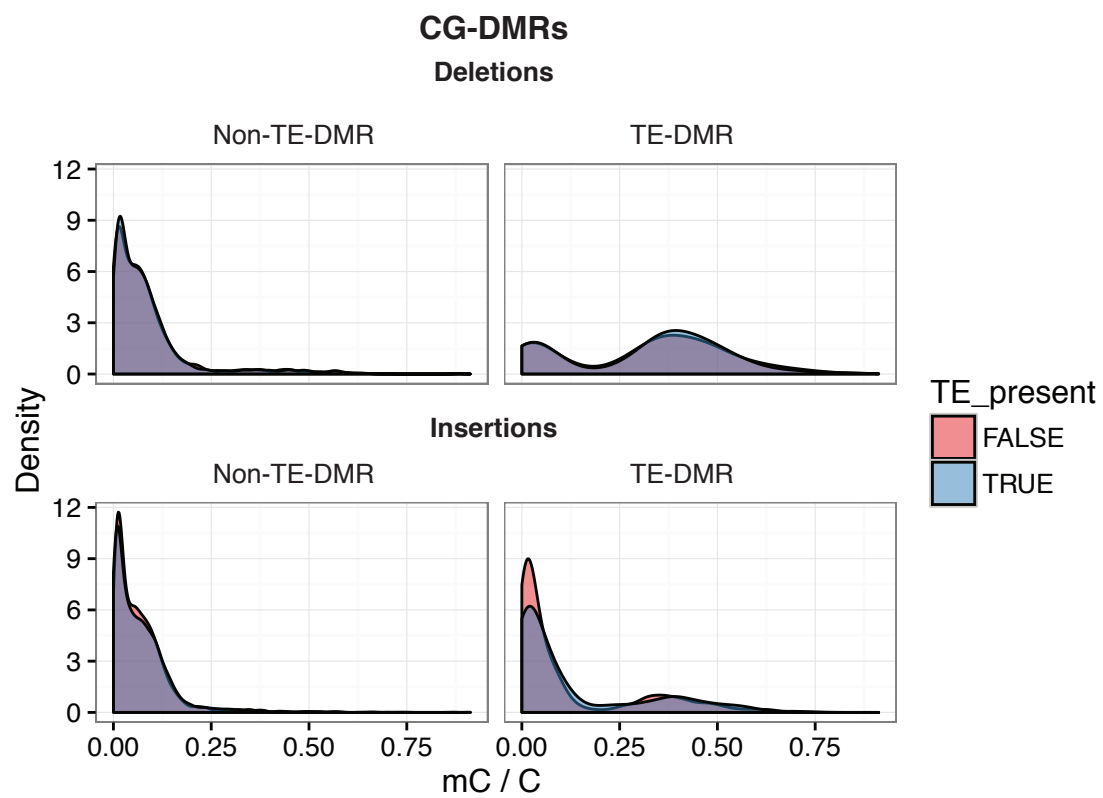 CG-DMRs
Deletions
Non-TE-DMR TE-DMR
12
9
6
3
0
Density
Insertions
Non-TE-DMR TE-DMR
12
9
6
3
0
0.00 0.25 0.50 0.75 0.00 0.25 0.50 0.75
mC / C
TE_present
FALSE
TRUE